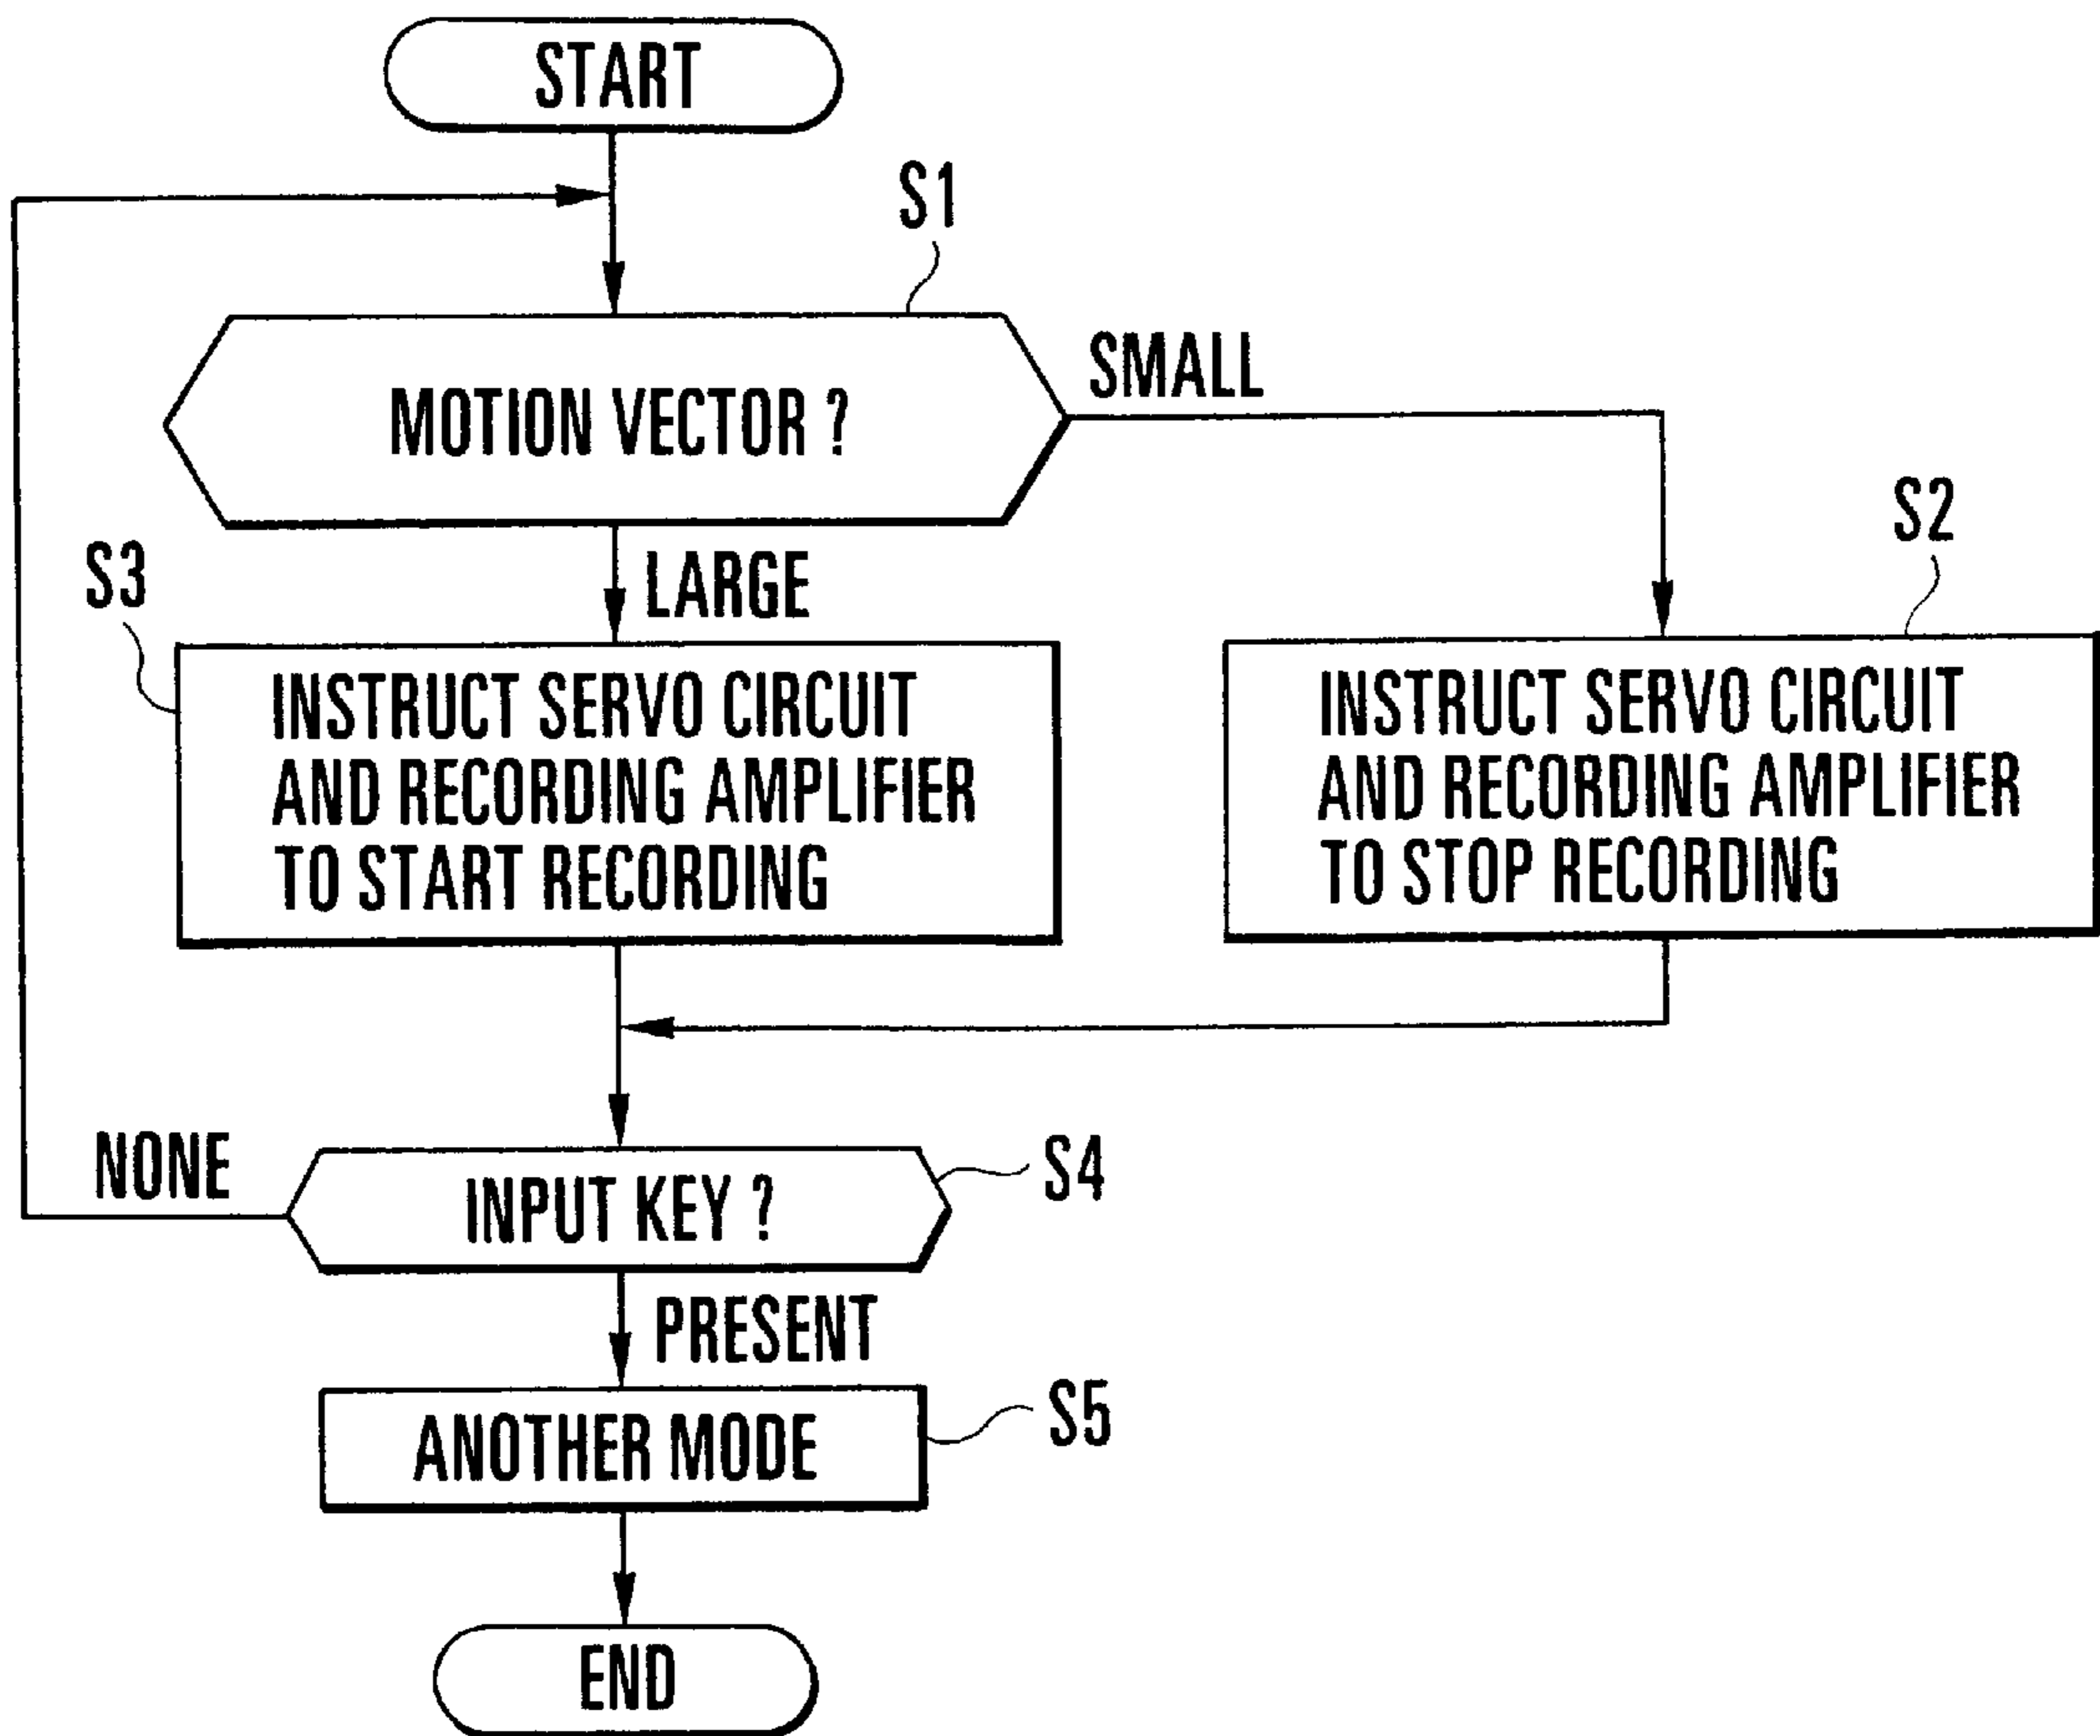 START
S1
MOTION VECTOR ?
SMALL
S2
S3
LARGE
INSTRUCT SERVO CIRCUIT
AND RECORDING AMPLIFIER
TO START RECORDING
INSTRUCT SERVO CIRCUIT
AND RECORDING AMPLIFIER
TO STOP RECORDING
NONE
INPUT KEY ?
S4
PRESENT
ANOTHER MODE
S5
END